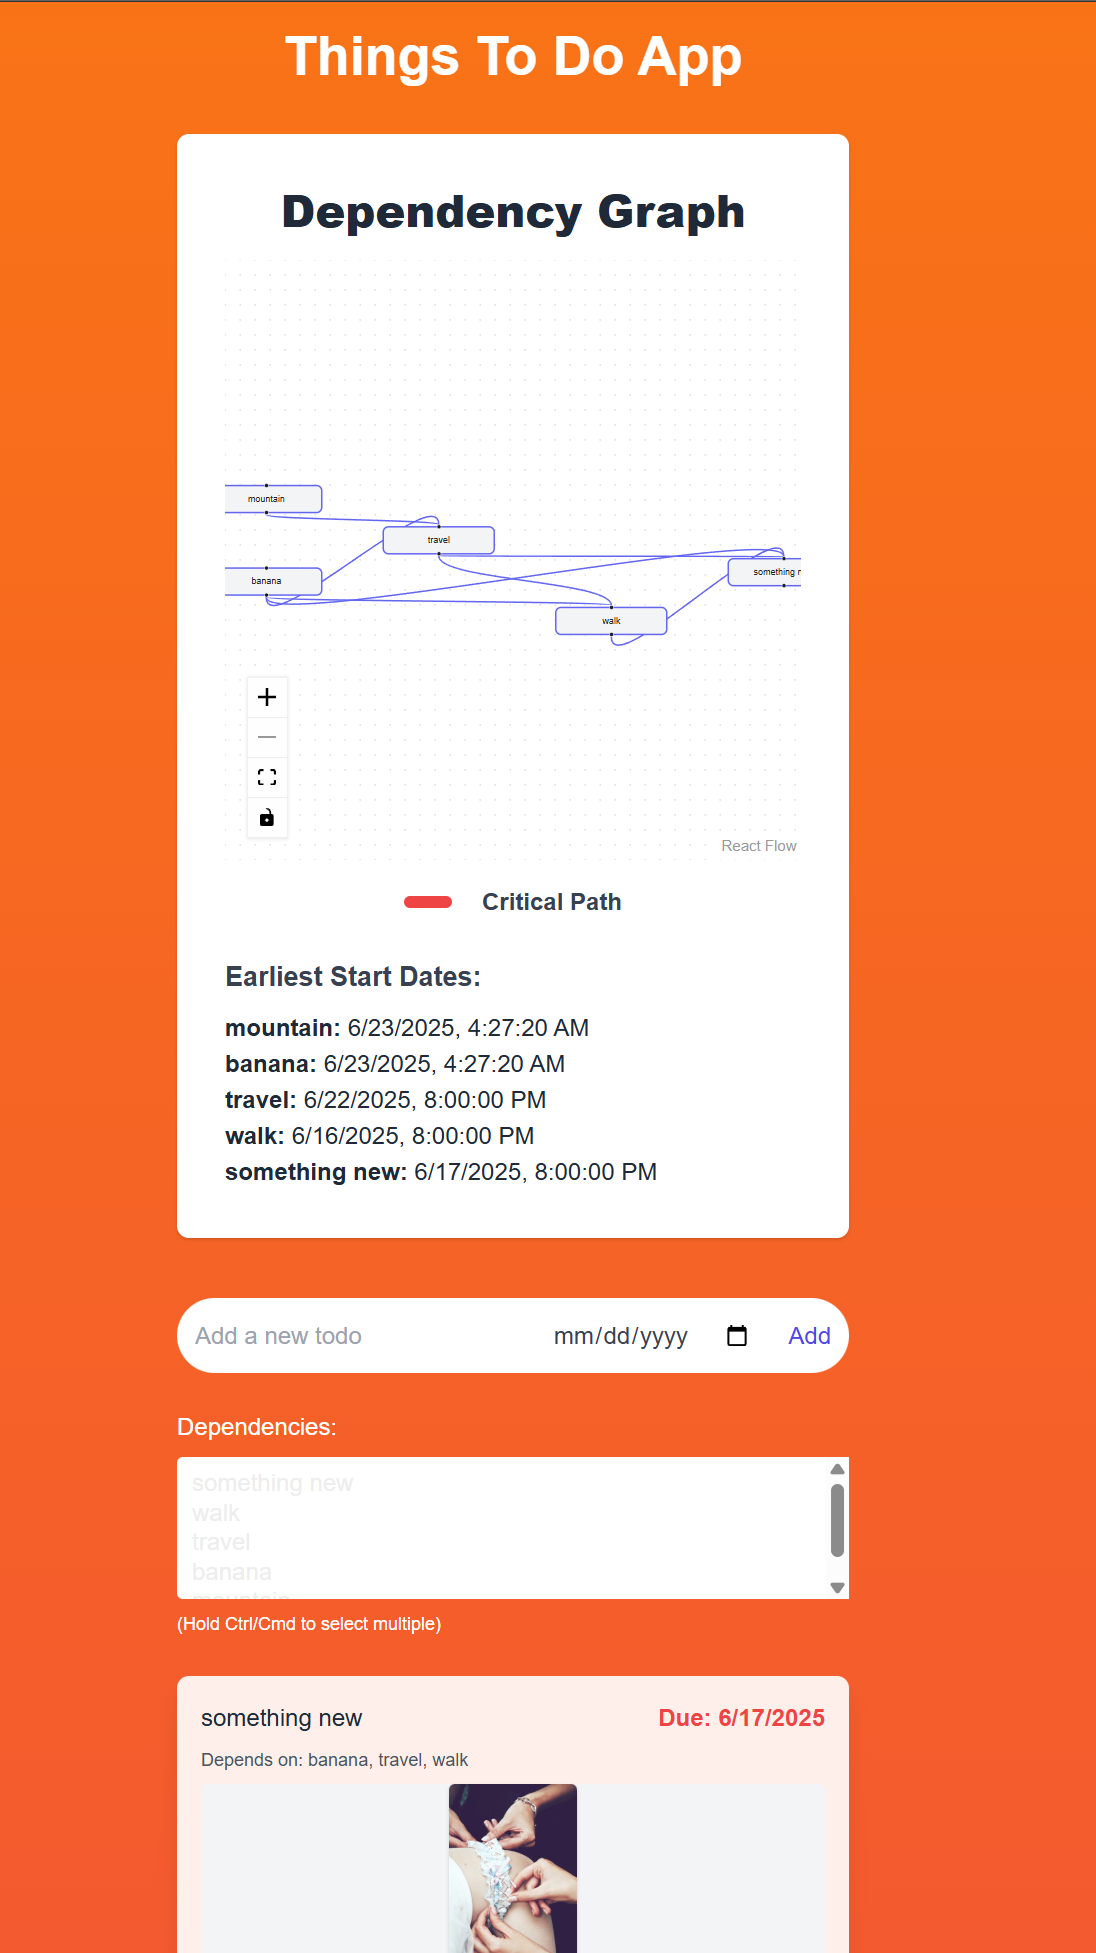 Things To Do App
Dependency Graph
mountain
travel
banana
something n
walk
React Flow
Critical Path
Earliest Start Dates:
mountain: 6/23/2025, 4:27:20 AM
banana: 6/23/2025, 4:27:20 AM
travel: 6/22/2025, 8:00:00 PM
walk: 6/16/2025, 8:00:00 PM
something new: 6/17/2025, 8:00:00 PM
Add a new todo mm/dd/yyyy Add
Dependencies:
something new
walk
travel
banana
mountain
(Hold Ctrl/Cmd to select multiple)
something new Due: 6/17/2025
Depends on: banana, travel, walk